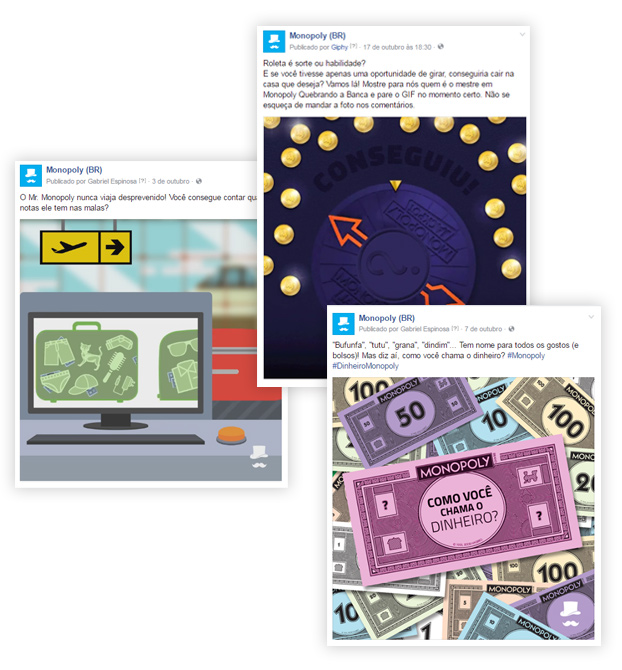 Monopoly (BR)
Publicado por Giphy [?] · 17 de outubro às 18:30 ·
Roleta é sorte ou habilidade?
E se você tivesse apenas uma oportunidade de girar, conseguiria cair na
casa que deseja? Vamos lá! Mostre para nós quem é o mestre em
Monopoly Quebrando a Banca e pare o GIF no momento certo. Não se
esqueça de mandar a foto nos comentários.
CONSEGUIU
Monopoly (BR)
Publicado por Gabriel Espinosa [?] · 3 de outubro ·
O Mr. Monopoly nunca viaja desprevenido! Você consegue contar
notas ele tem nas malas?
Monopoly (BR)
Publicado por Gabriel Espinosa [?] · 7 de outubro ·
"Bufunfa", "tutu", "grana", "dindim"... Tem nome para todos os gostos (e
bolsos)! Mas diz aí, como você chama o dinheiro? #Monopoly
#DinheiroMonopoly
100
MONOPOLY
50
10
100
MONOPOLY
COMO VOCÊ
CHAMA O
DINHEIRO?
?
?
100
MONOPOLY
10